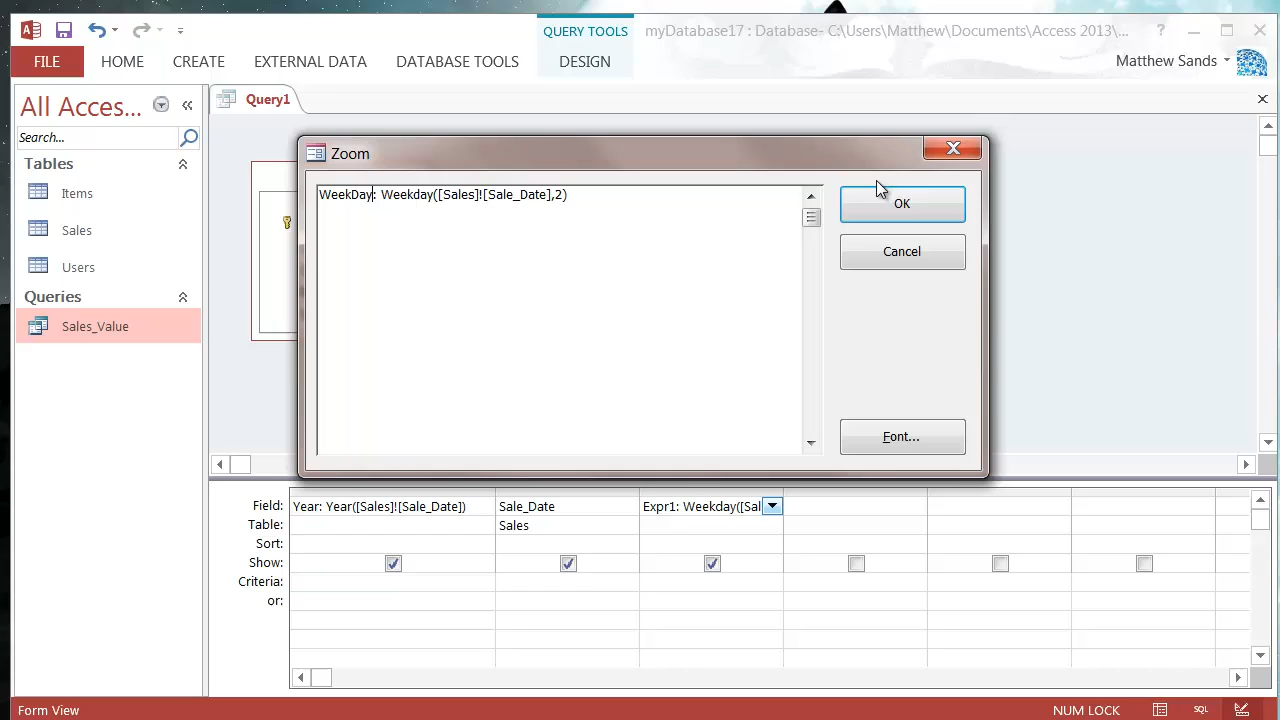 QUERY TOOLS
myDatabase17 : Database- C:\Users\Matthew\Documents\Access 2013\...
?
FILE
HOME
CREATE
EXTERNAL DATA
DATABASE TOOLS
DESIGN
Matthew Sands
All Acces...
Query1
Search...
Tables
Items
Sales
Users
Queries
Sales_Value
Zoom
WeekDay: Weekday([Sales]![Sale_Date],2)
OK
Cancel
Font...
Field: Year: Year([Sales]![Sale_Date]) Sale_Date Expr1: Weekday([Sal
Table: Sales
Sort:
Show:
Criteria:
or:
Form View
NUM LOCK
SQL